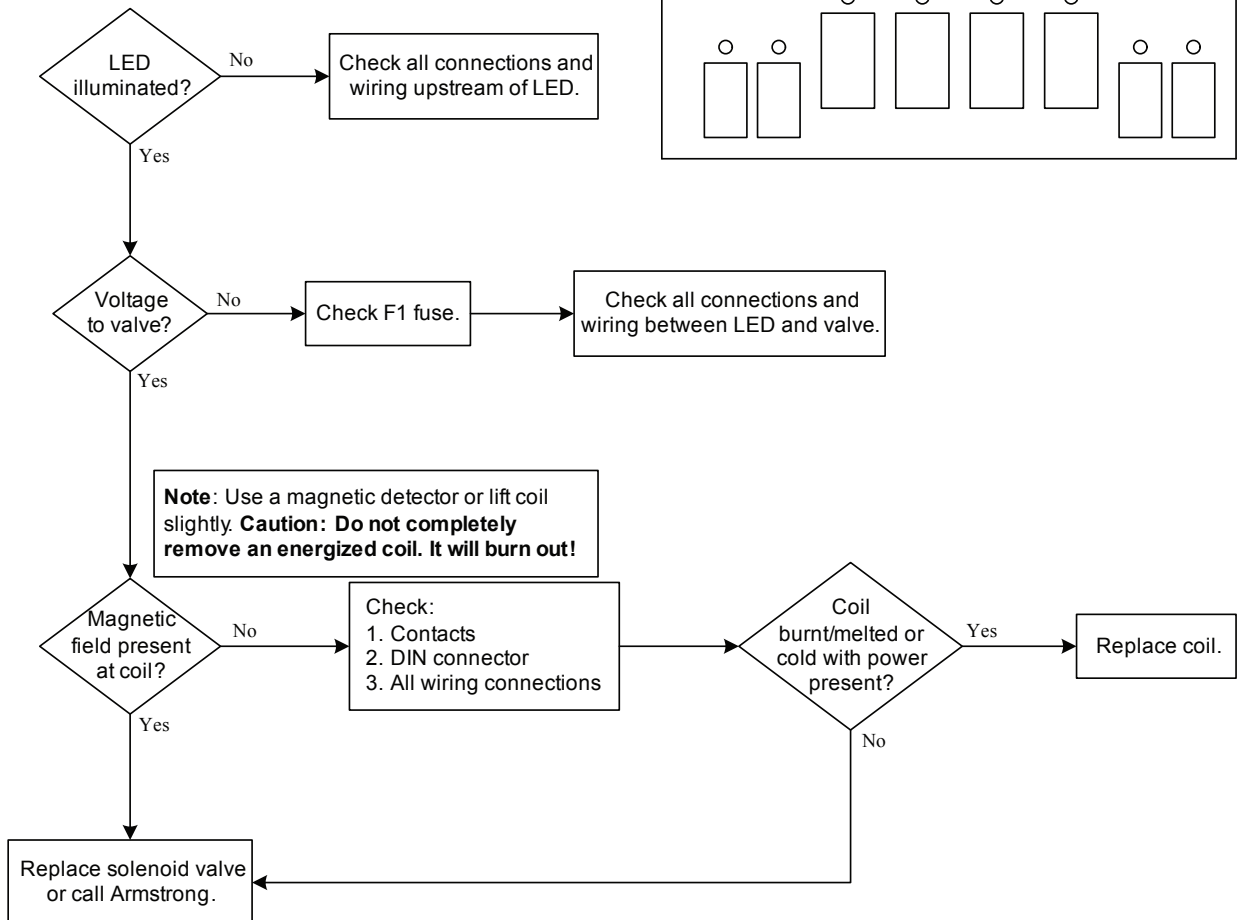 LED
illuminated?
No
Check all connections and
wiring upstream of LED.
Yes
Voltage
to valve?
No
Check F1 fuse.
Check all connections and
wiring between LED and valve.
Yes
Note: Use a magnetic detector or lift coil
slightly. Caution: Do not completely
remove an energized coil. It will burn out!
Magnetic
field present
at coil?
No
Check:
1. Contacts
2. DIN connector
3. All wiring connections
Coil
burnt/melted or
cold with power
present?
Yes
Replace coil.
Yes
No
Replace solenoid valve
or call Armstrong.